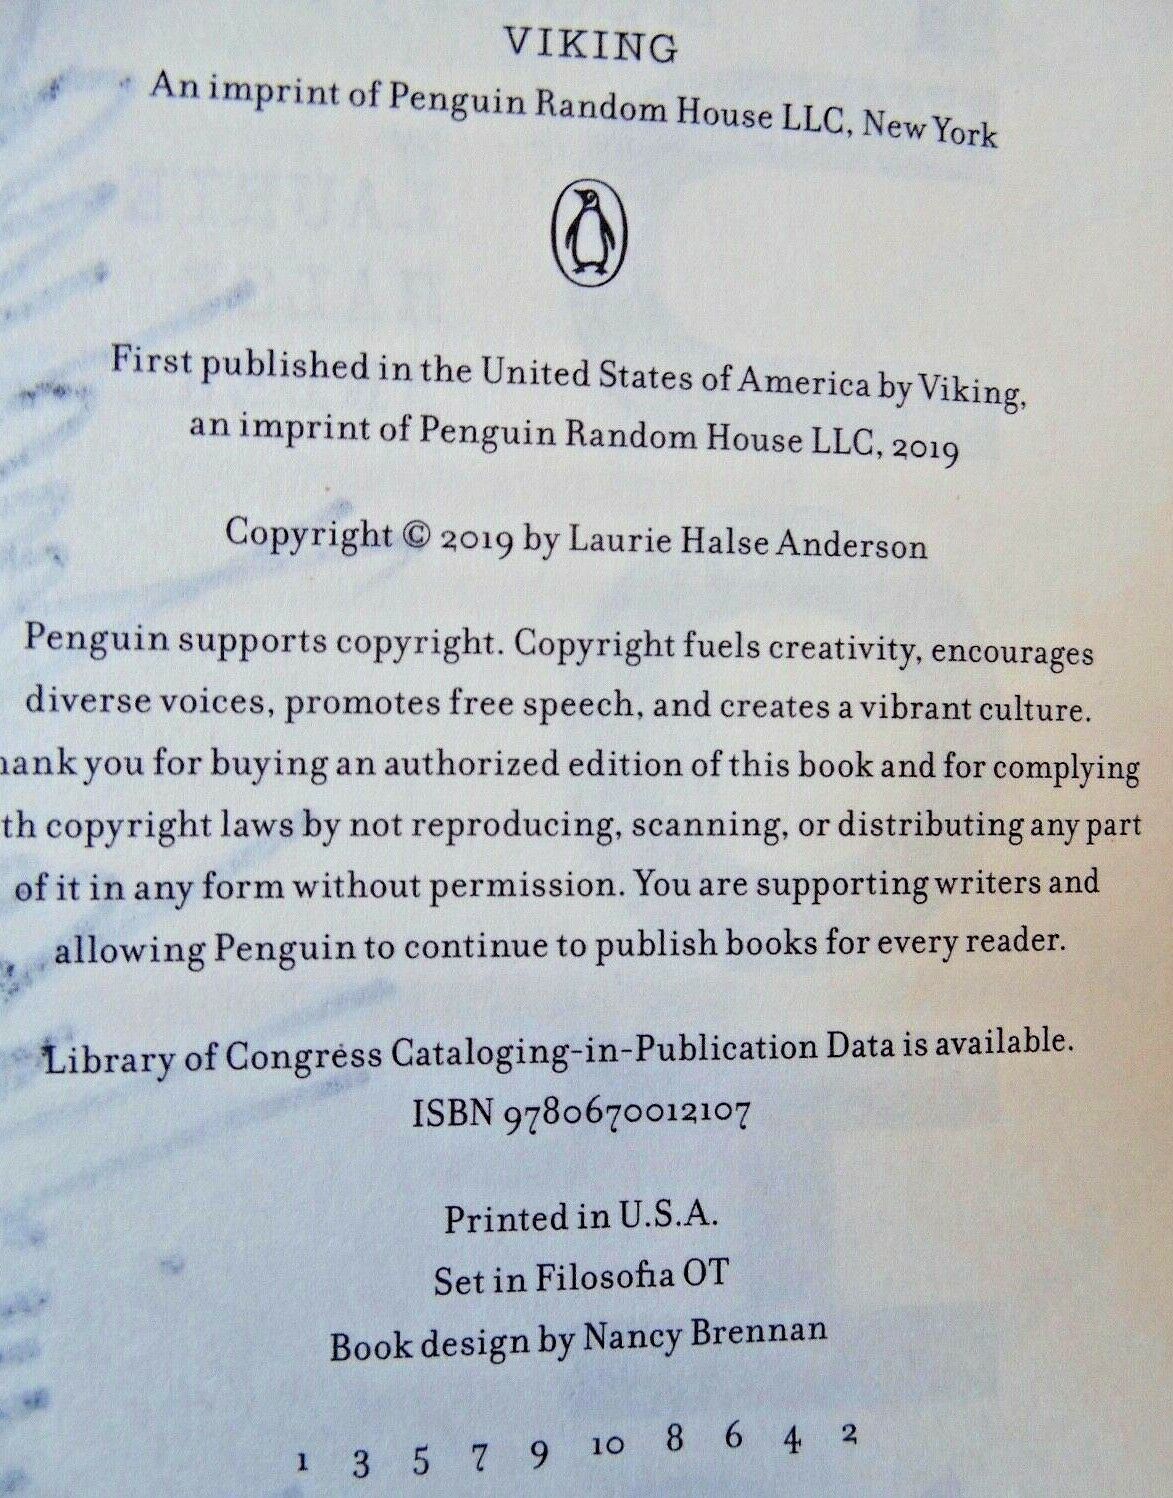 VIKING
An imprint of Penguin Random House LLC, New York
First published in the United States of America by Viking,
an imprint of Penguin Random House LLC, 2019
Copyright © 2019 by Laurie Halse Anderson
Penguin supports copyright. Copyright fuels creativity, encourages
diverse voices, promotes free speech, and creates a vibrant culture.
hank you for buying an authorized edition of this book and for complying
th copyright laws by not reproducing, scanning, or distributing any part
of it in any form without permission. You are supporting writers and
allowing Penguin to continue to publish books for every reader.
Library of Congress Cataloging-in-Publication Data is available.
ISBN 9780670012107
Printed in U.S.A.
Set in Filosofia OT
Book design by Nancy Brennan
1 3 5 7 9 10 8 6 4 2